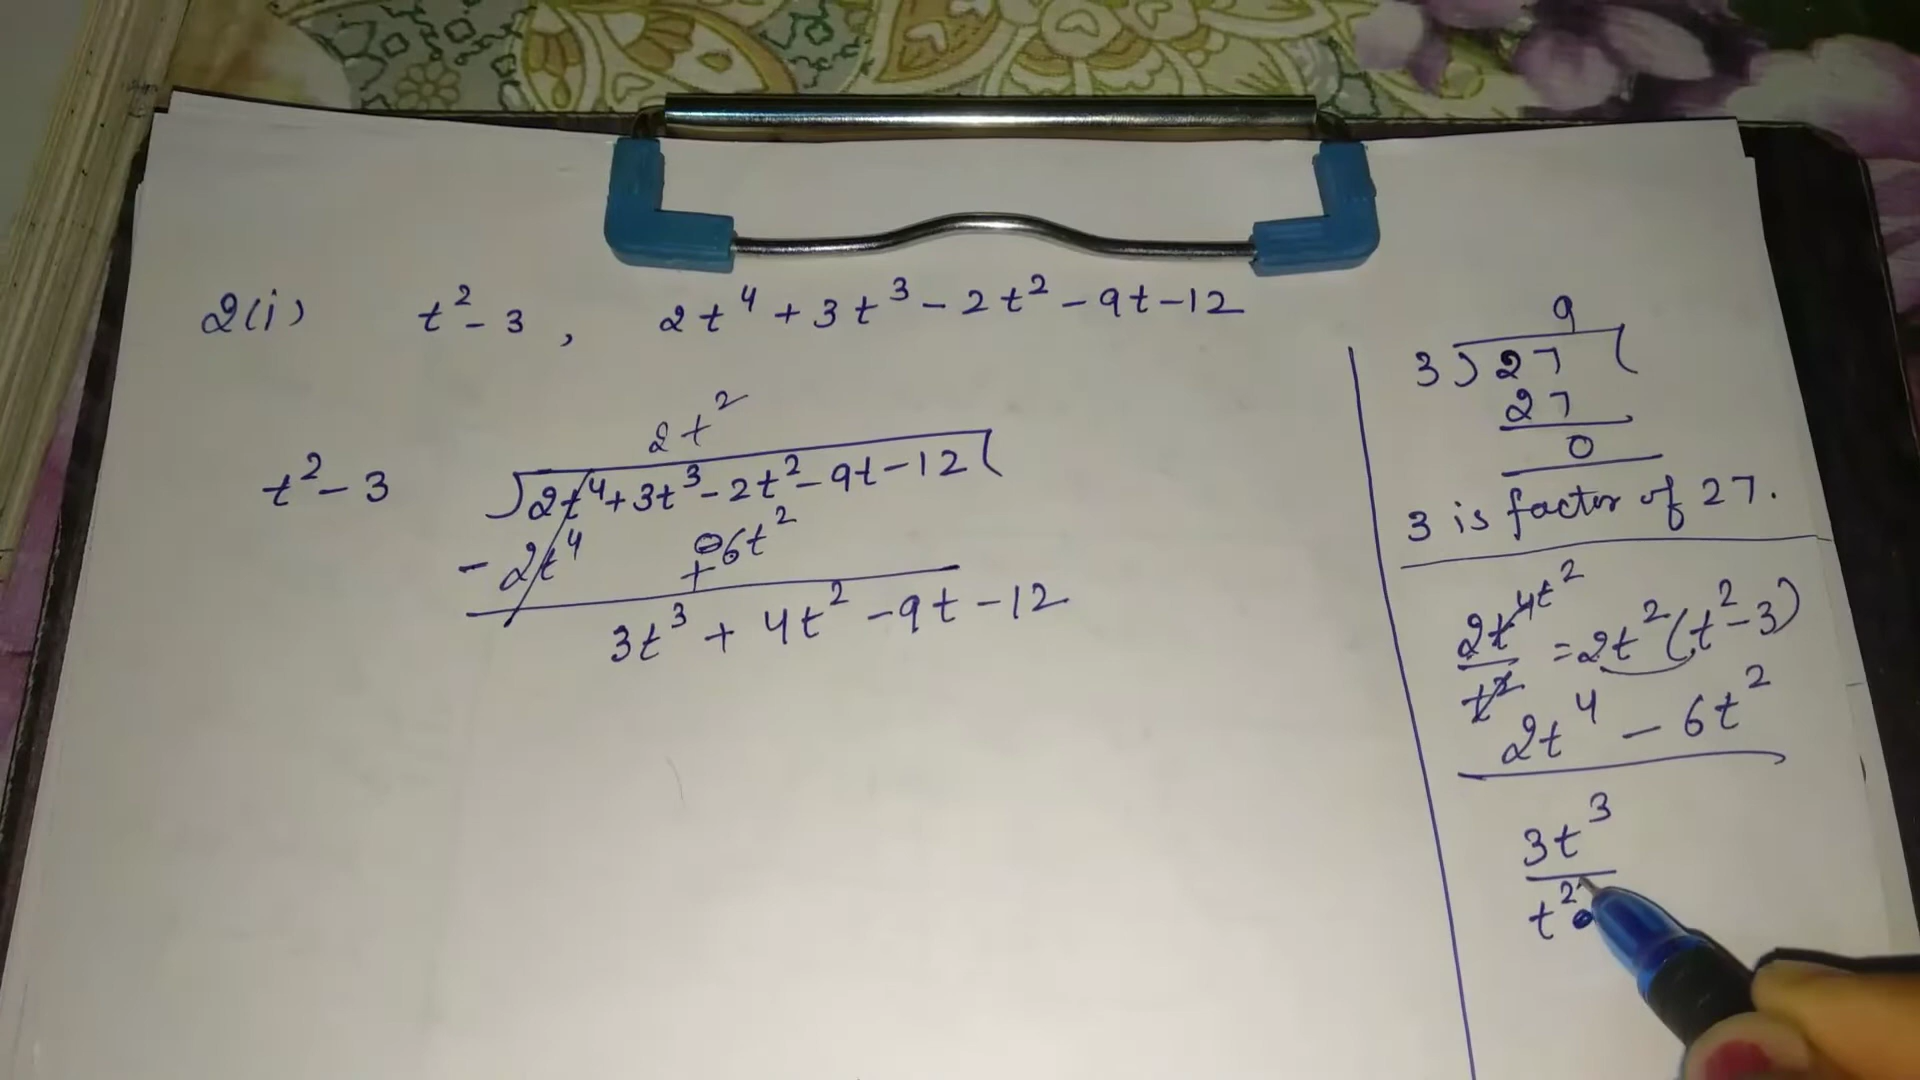 2(i) t² - 3 , 2t⁴ + 3t³ - 2t² - 9t - 12
2t²
t² - 3 ) 2t⁴ + 3t³ - 2t² - 9t - 12 (
- 2t⁴ ⊖6t²
+
3t³ + 4t² - 9t - 12
9
3 ) 27 (
27
0
3 is factor of 27.
2t⁴ t² / t² = 2t² (t² - 3)
2t⁴ - 6t²
3t³
t²